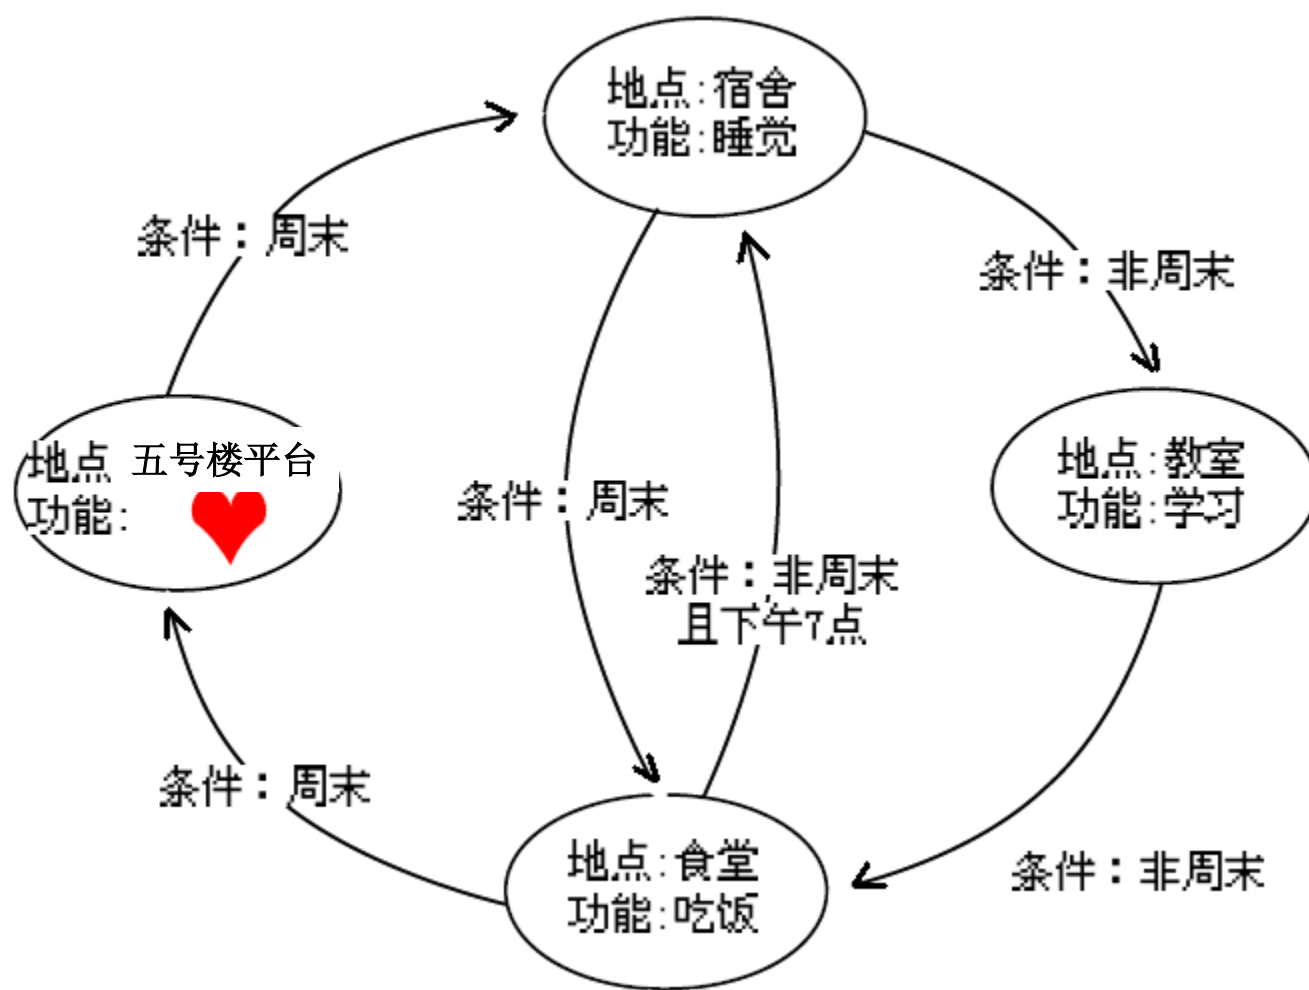 地点:宿舍
功能:睡觉
条件：周末
条件：非周末
地点 五号楼平台
功能:
条件：周末
地点:教室
功能:学习
条件：非周末
且下午7点
条件：周末
条件：非周末
地点:食堂
功能:吃饭